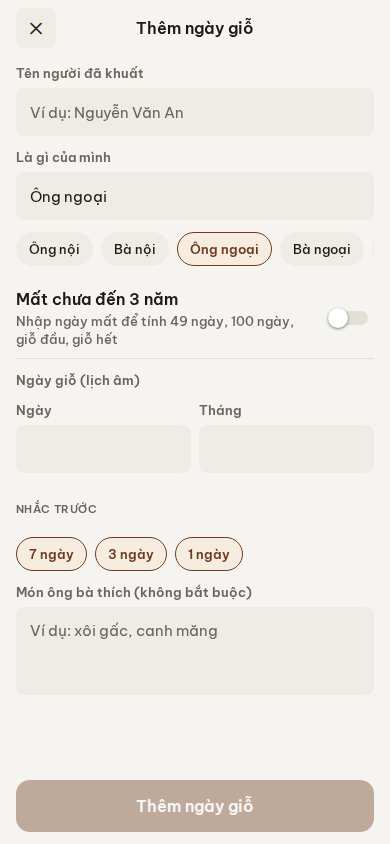 Thêm ngày giỗ
Tên người đã khuất
Ví dụ: Nguyễn Văn An
Là gì của mình
Ông ngoại
Ông nội
Bà nội
Ông ngoại
Bà ngoại
Mất chưa đến 3 năm
Nhập ngày mất để tính 49 ngày, 100 ngày,
giỗ đầu, giỗ hết
Ngày giỗ (lịch âm)
Ngày
Tháng
NHẮC TRƯỚC
7 ngày
3 ngày
1 ngày
Món ông bà thích (không bắt buộc)
Ví dụ: xôi gấc, canh măng
Thêm ngày giỗ